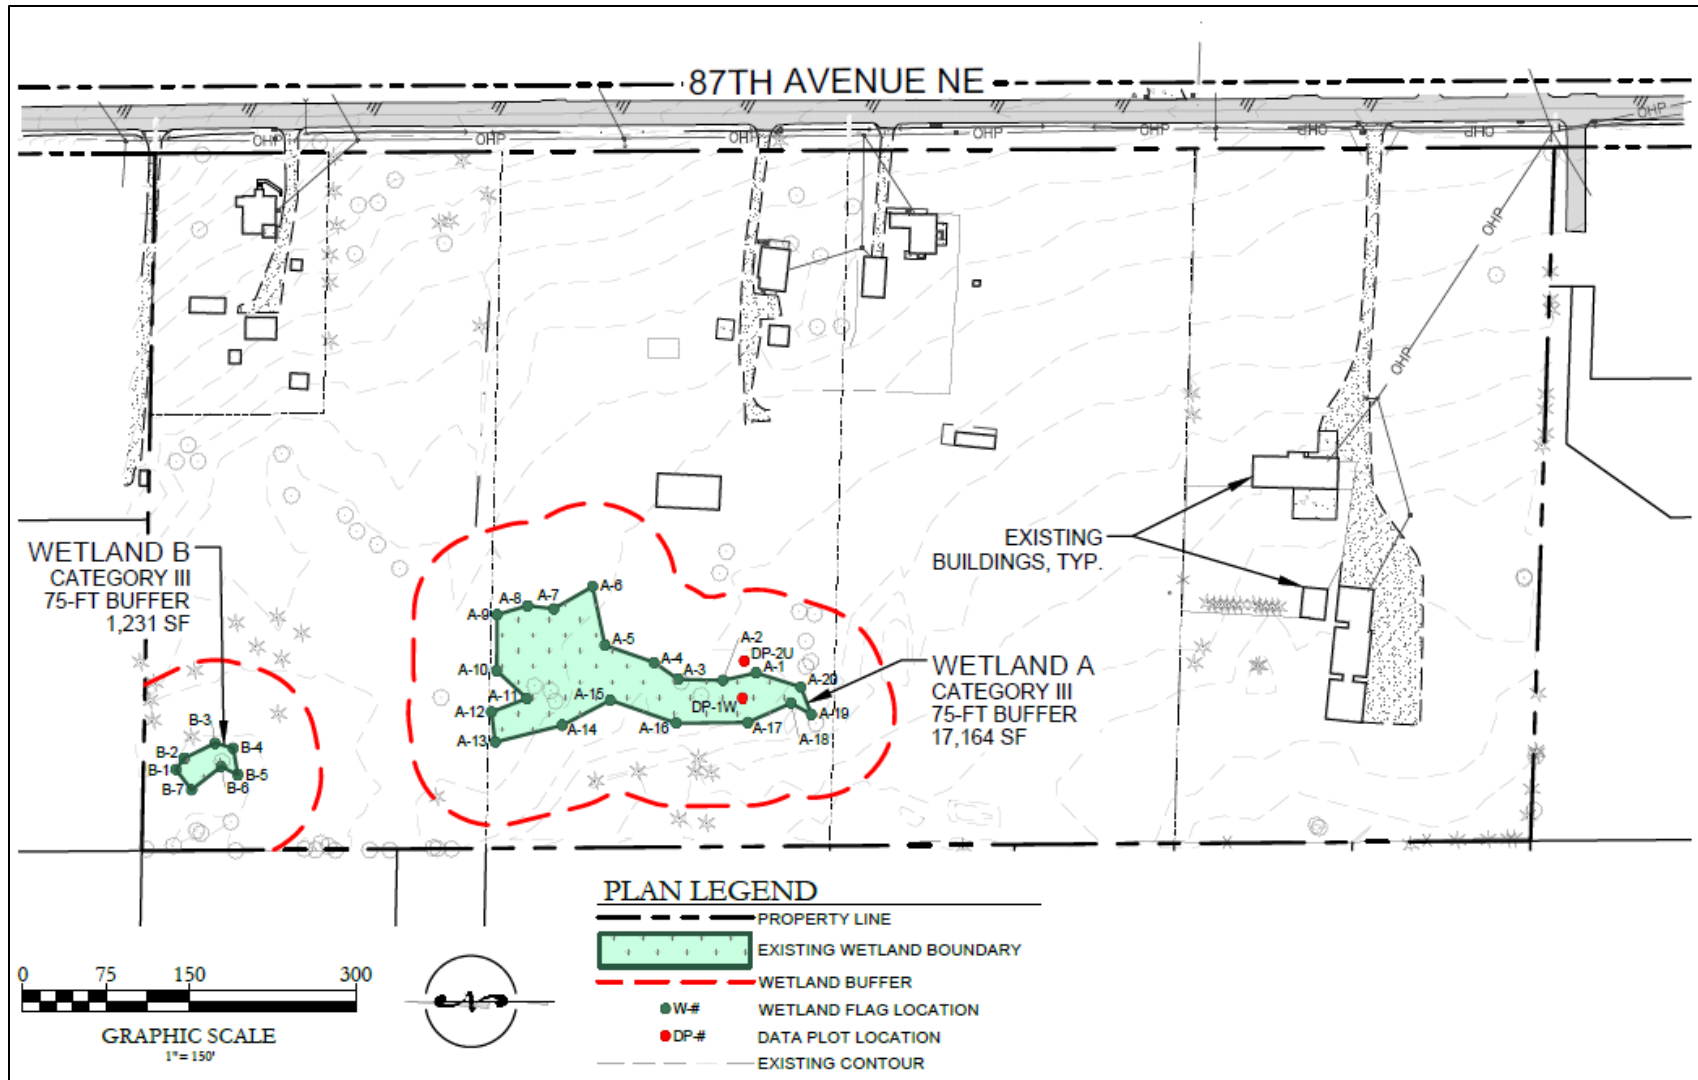 87TH AVENUE NE
OHP
OHP
OHP
OHP
OHP
OHP
OHP
OHP
OHP
OHP
WETLAND B
CATEGORY III
75-FT BUFFER
1,231 SF
EXISTING
BUILDINGS, TYP.
A-6
A-8
A-7
A-9
A-5
A-2
DP-2U
A-4
A-3
A-1
A-10
A-20
A-11
A-15
DP-1W
A-12
A-19
A-14
A-16
A-17
A-13
A-18
WETLAND A
CATEGORY III
75-FT BUFFER
17,164 SF
B-3
B-4
B-2
B-1
B-5
B-6
B-7
PLAN LEGEND
PROPERTY LINE
EXISTING WETLAND BOUNDARY
WETLAND BUFFER
W-# WETLAND FLAG LOCATION
DP-# DATA PLOT LOCATION
EXISTING CONTOUR
0 75 150 300
GRAPHIC SCALE
1"= 150'
N